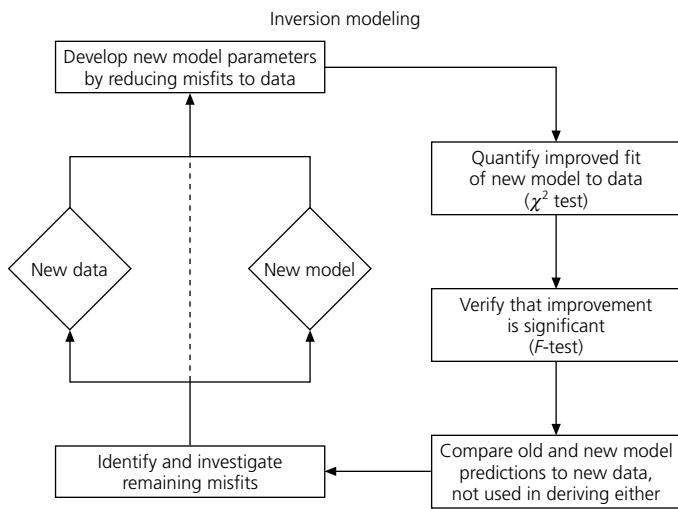 Inversion modeling
Develop new model parameters
by reducing misfits to data
Quantify improved fit
of new model to data
(χ² test)
New data
New model
Verify that improvement
is significant
(F-test)
Identify and investigate
remaining misfits
Compare old and new model
predictions to new data,
not used in deriving either